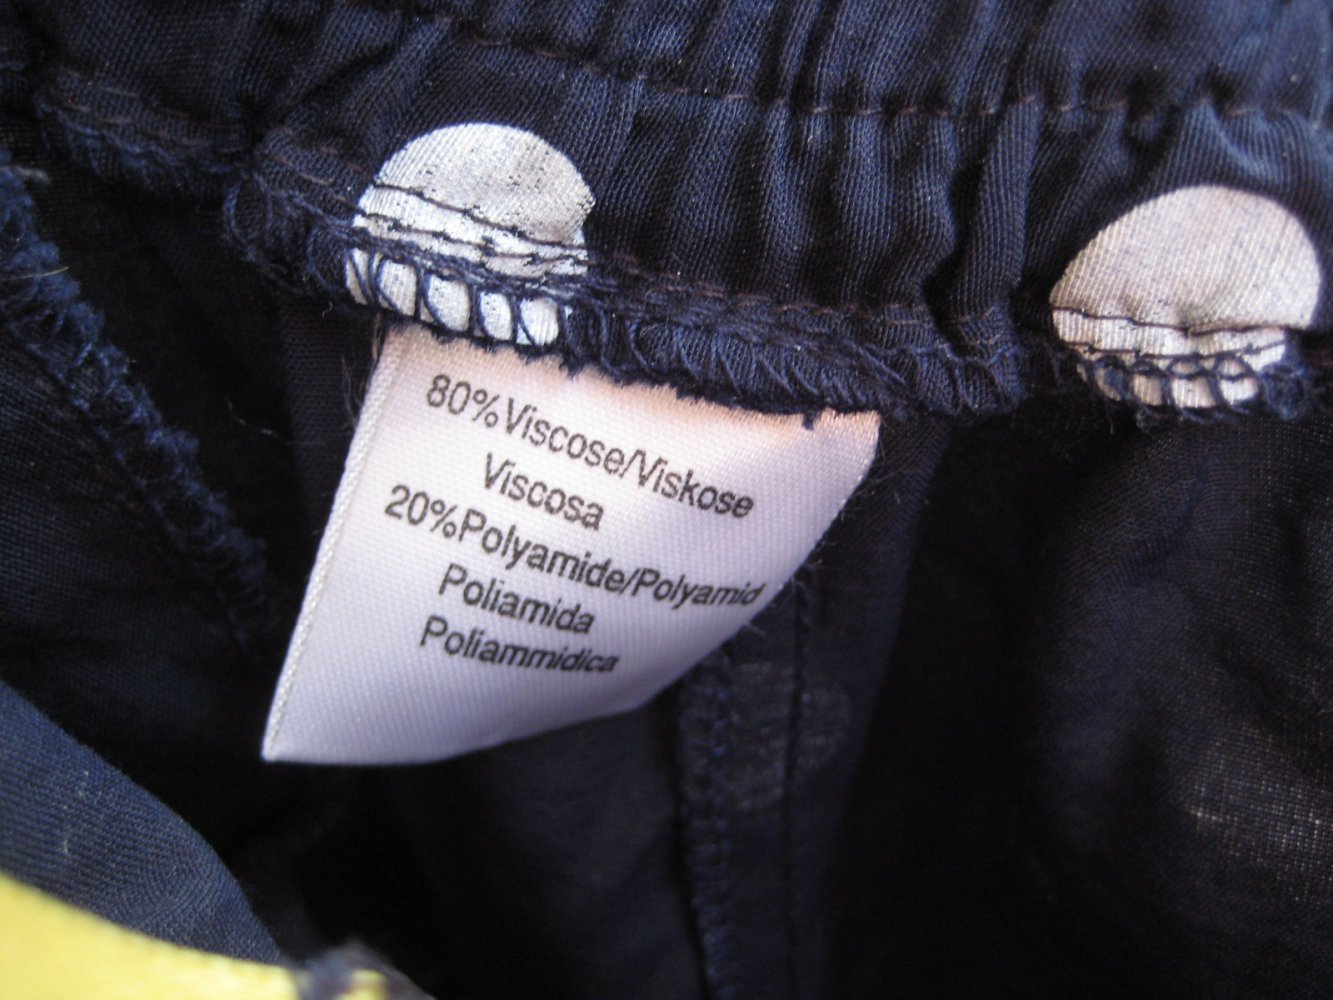 80%Viscose/Viskose
Viscosa
20%Polyamide/Polyamid
Poliamida
Poliammidica